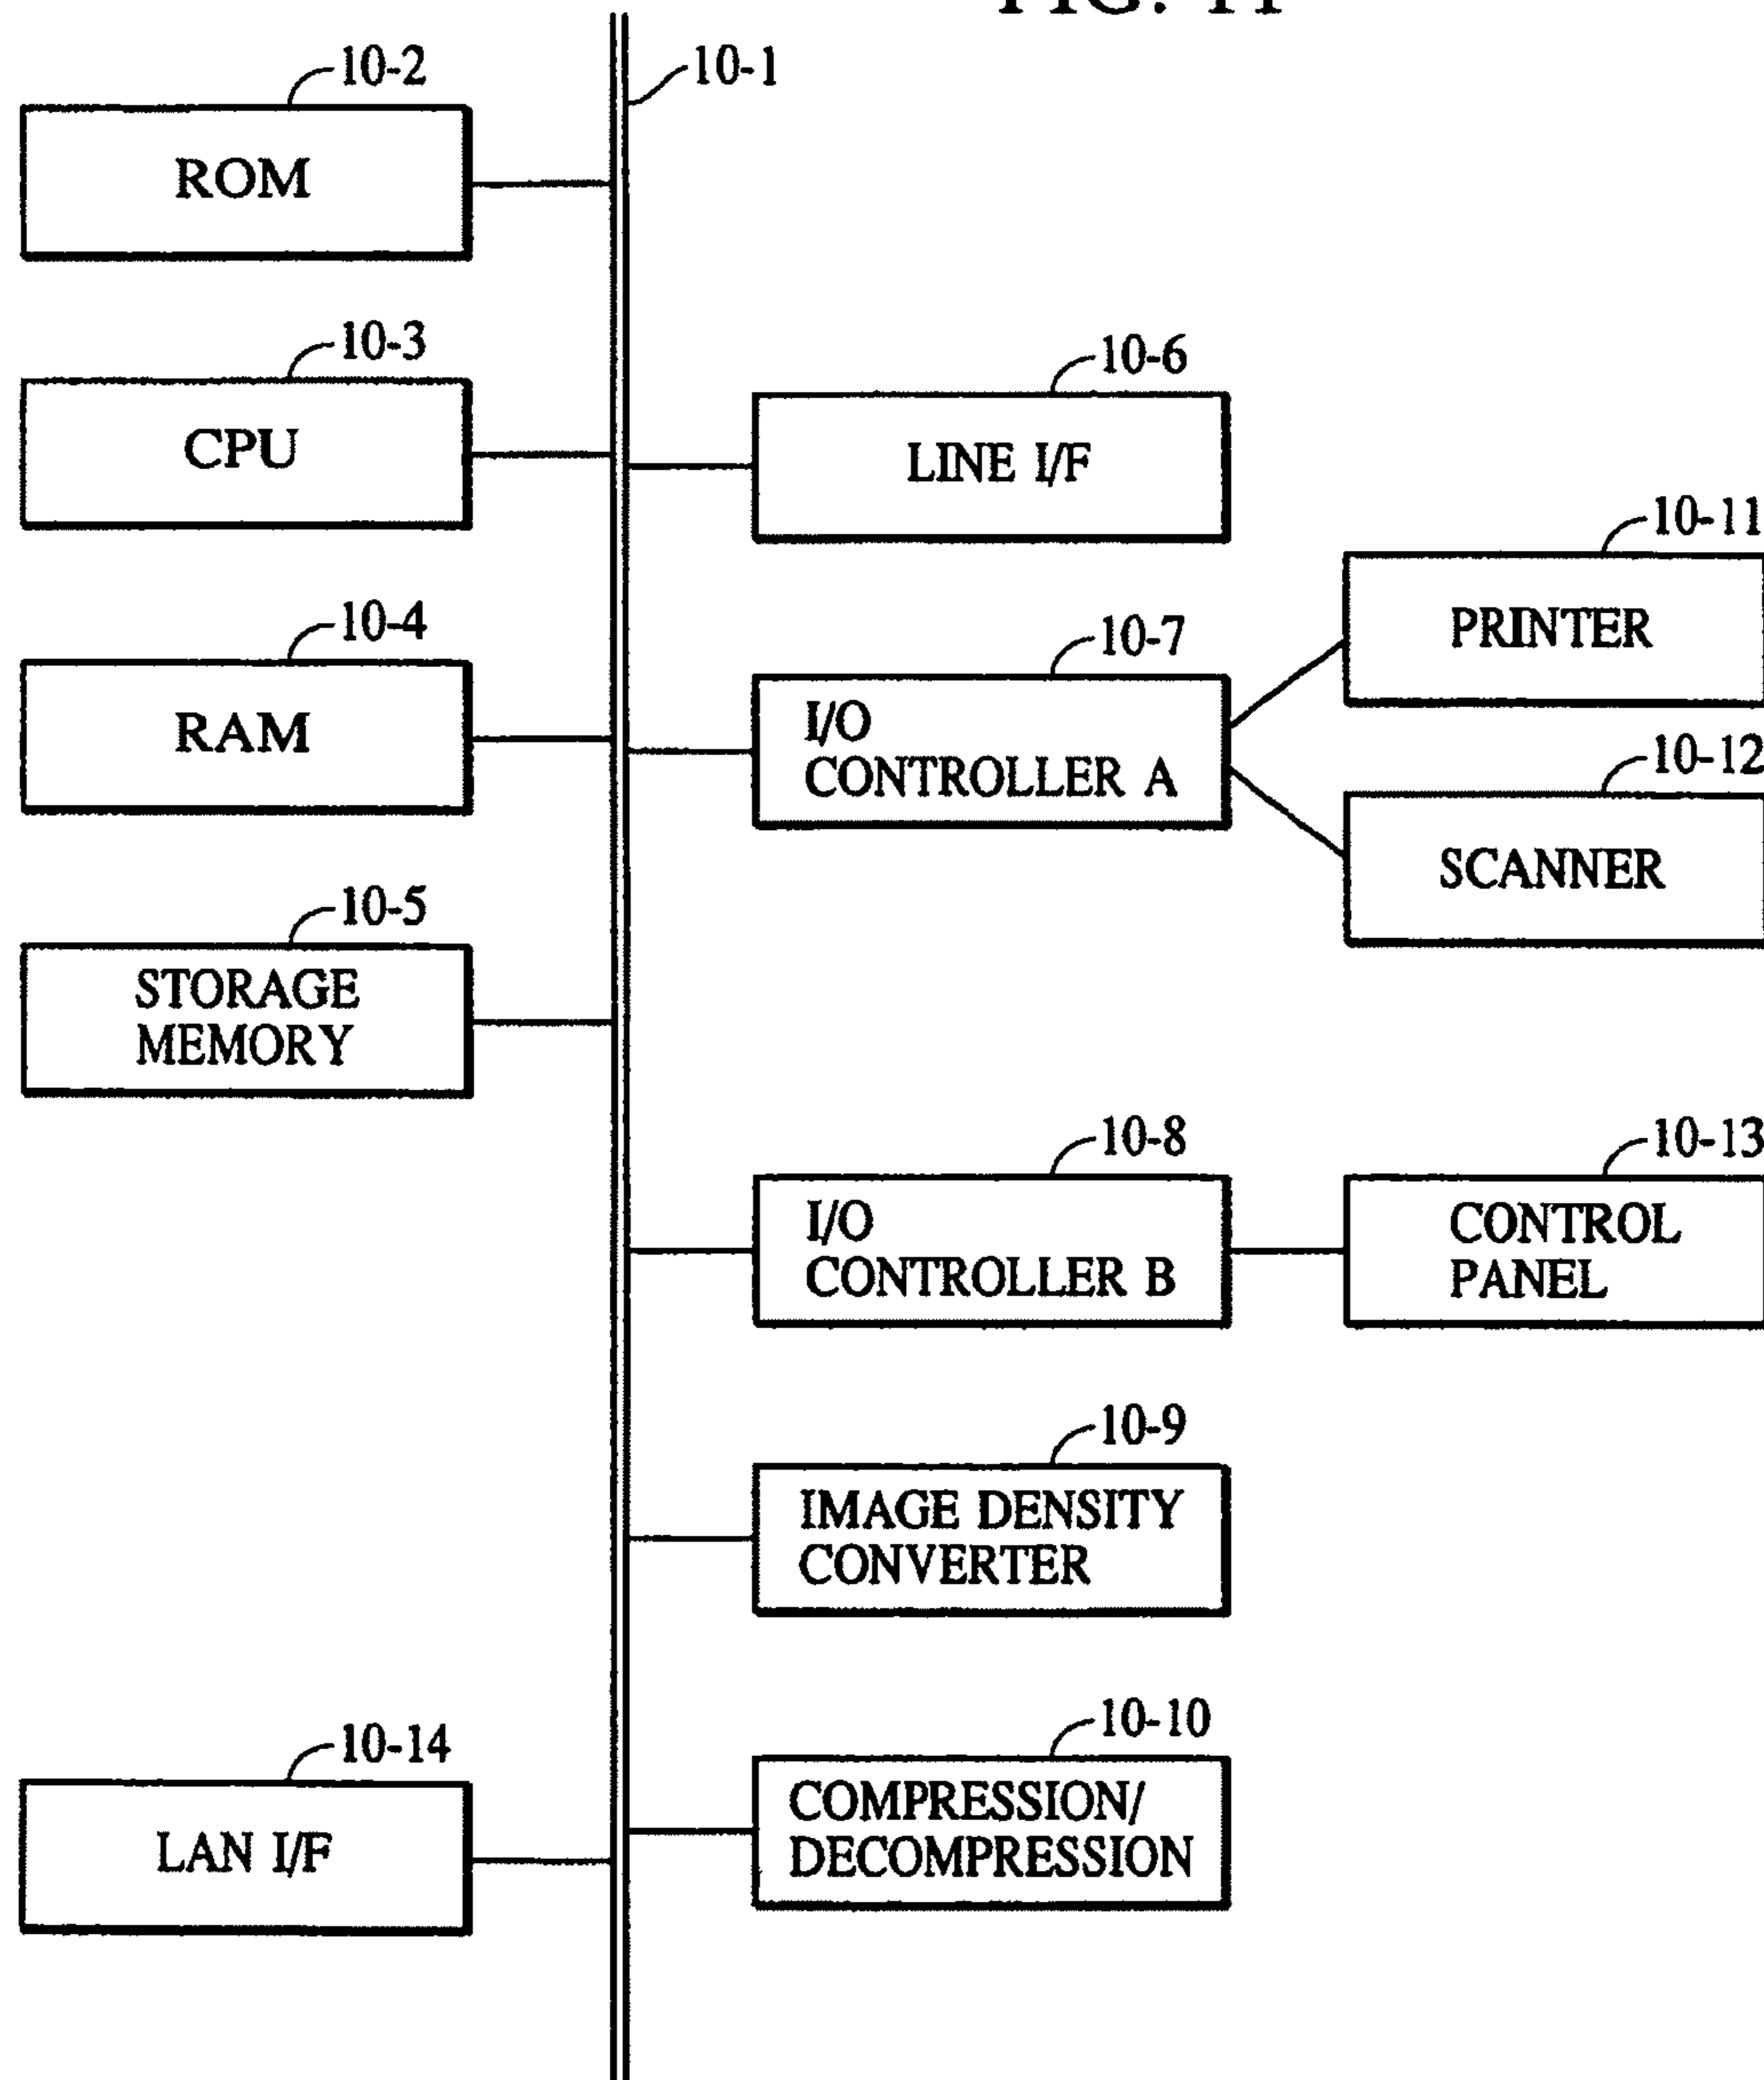 10-2
10-1
ROM
10-3
CPU
10-6
LINE I/F
10-11
PRINTER
10-4
RAM
10-7
I/O
CONTROLLER A
10-12
SCANNER
10-5
STORAGE
MEMORY
10-8
I/O
CONTROLLER B
10-13
CONTROL
PANEL
10-9
IMAGE DENSITY
CONVERTER
10-14
LAN I/F
10-10
COMPRESSION/
DECOMPRESSION